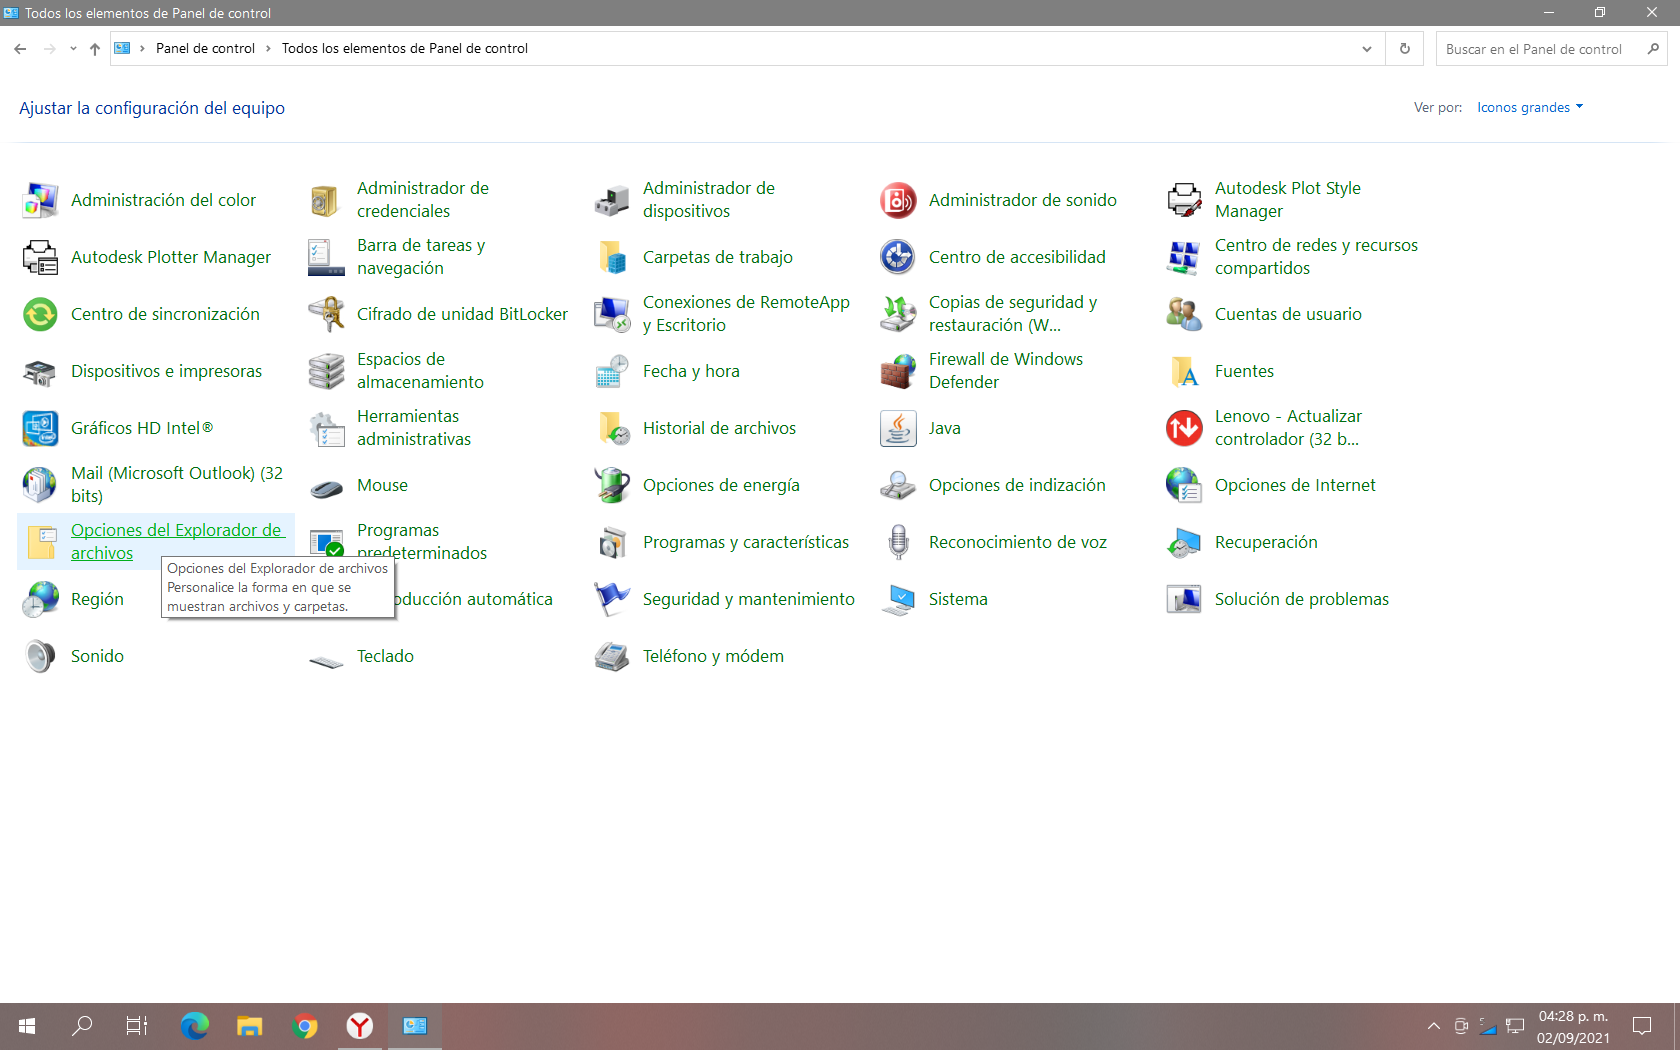 Todos los elementos de Panel de control
Panel de control
Todos los elementos de Panel de control
Buscar en el Panel de control
Ajustar la configuración del equipo
Ver por:
Iconos grandes
Administración del color
Administrador de
credenciales
Administrador de
dispositivos
Administrador de sonido
Autodesk Plot Style
Manager
Autodesk Plotter Manager
Barra de tareas y
navegación
Carpetas de trabajo
Centro de accesibilidad
Centro de redes y recursos
compartidos
Centro de sincronización
Cifrado de unidad BitLocker
Conexiones de RemoteApp
y Escritorio
Copias de seguridad y
restauración (W...
Cuentas de usuario
Dispositivos e impresoras
Espacios de
almacenamiento
Fecha y hora
Firewall de Windows
Defender
Fuentes
Gráficos HD Intel®
Herramientas
administrativas
Historial de archivos
Java
Lenovo - Actualizar
controlador (32 b...
Mail (Microsoft Outlook) (32
bits)
Mouse
Opciones de energía
Opciones de indización
Opciones de Internet
Opciones del Explorador de
archivos
Programas
predeterminados
Programas y características
Reconocimiento de voz
Recuperación
Opciones del Explorador de archivos
Personalice la forma en que se
muestran archivos y carpetas.
Región
oducción automática
Seguridad y mantenimiento
Sistema
Solución de problemas
Sonido
Teclado
Teléfono y módem
04:28 p. m.
02/09/2021